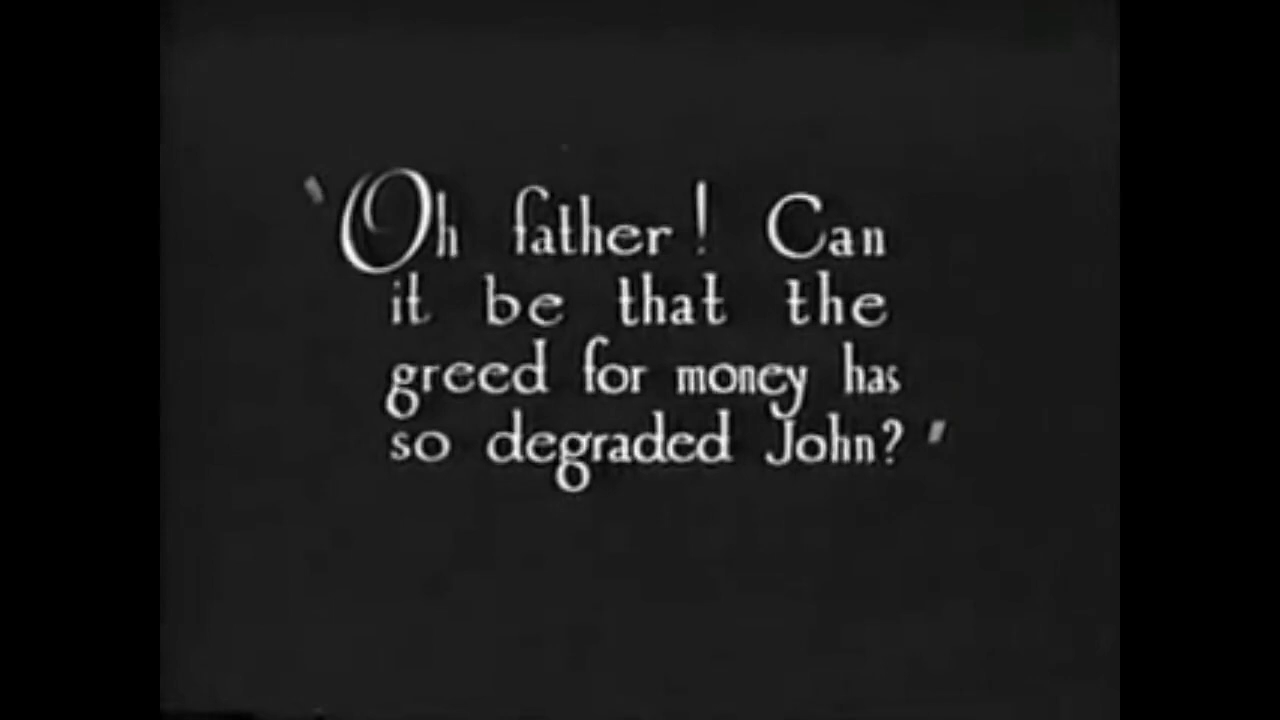 "Oh father! Can
it be that the
greed for money has
so degraded John?"